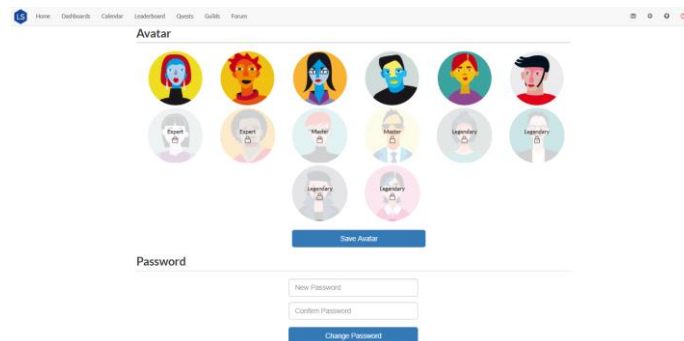 LS Home Dashboards Calendar Leaderboard Quests Guilds Forum
Avatar
Expert Expert Master Master Legendary Legendary
Legendary Legendary
Save Avatar
Password
New Password
Confirm Password
Change Password